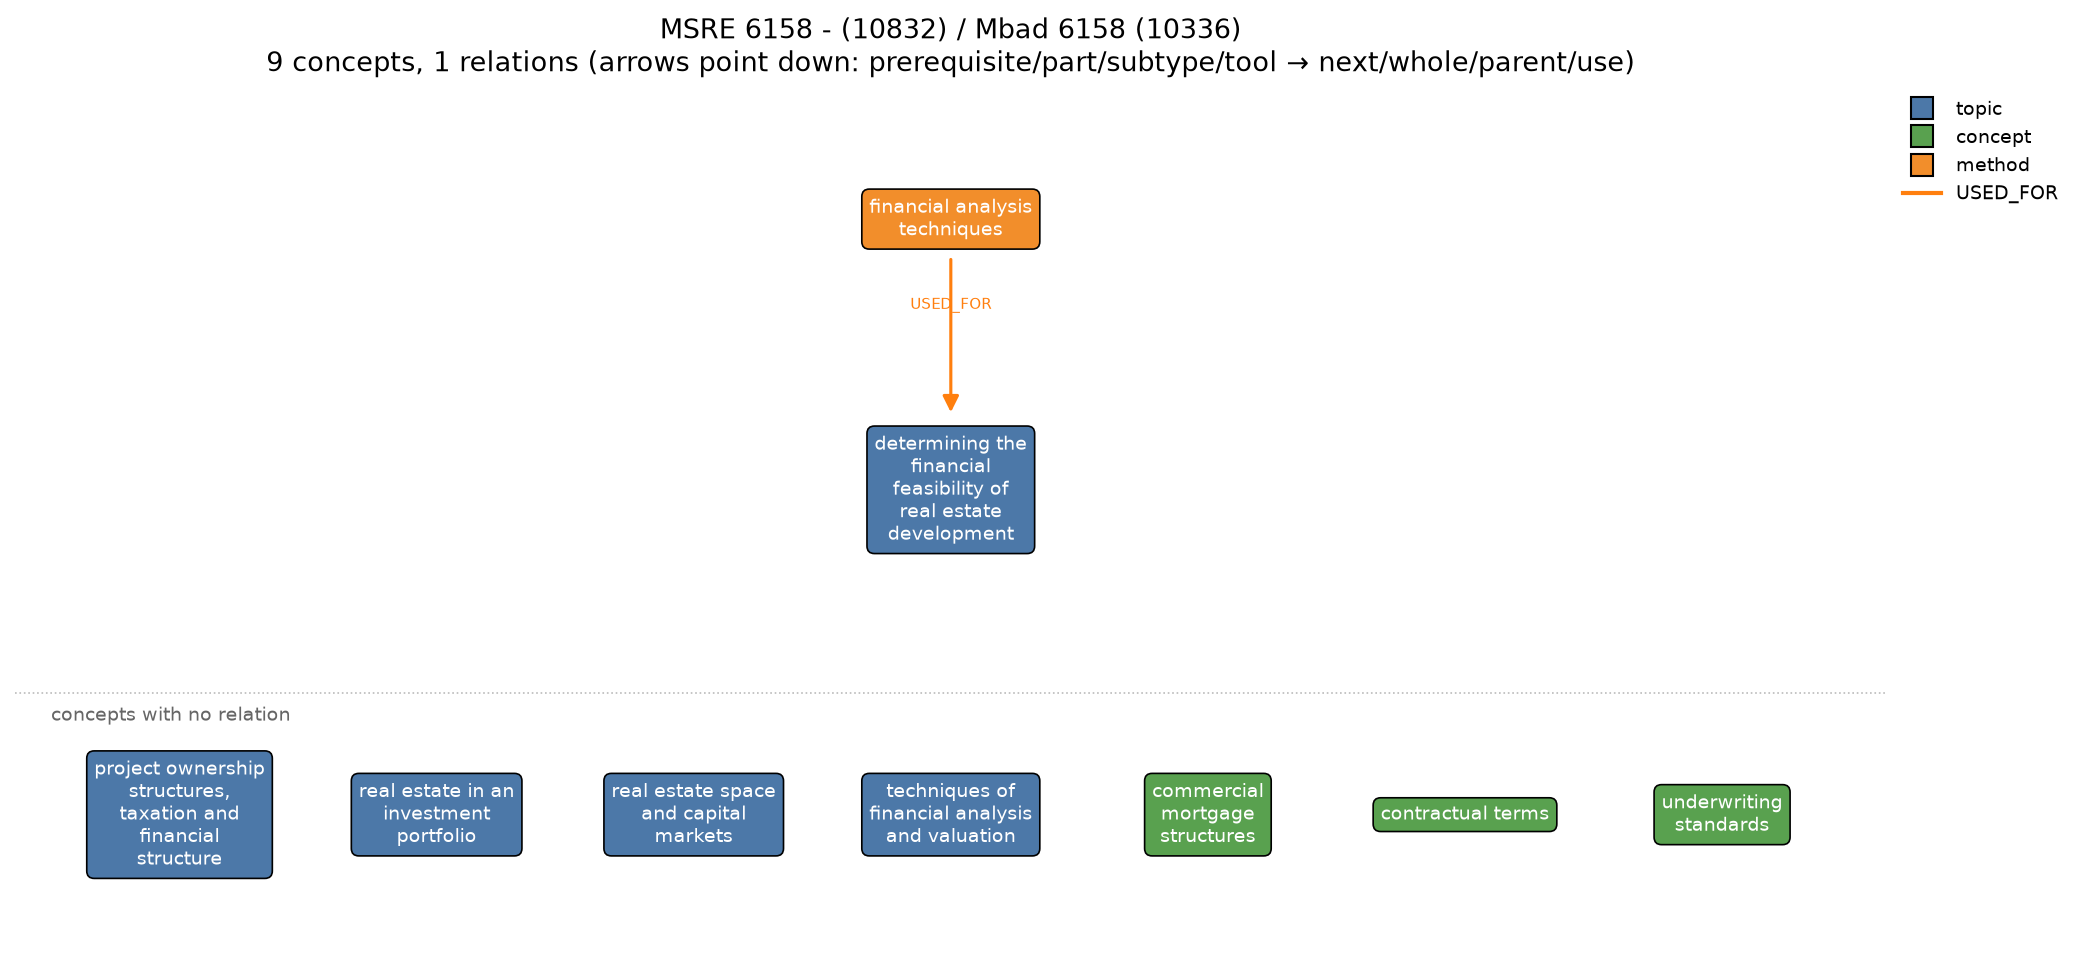 MSRE 6158 - (10832) / Mbad 6158 (10336)
9 concepts, 1 relations (arrows point down: prerequisite/part/subtype/tool → next/whole/parent/use)
topic
concept
method
USED_FOR
financial analysis
techniques
USED_FOR
determining the
financial
feasibility of
real estate
development
concepts with no relation
project ownership
structures,
taxation and
financial
structure
real estate in an
investment
portfolio
real estate space
and capital
markets
techniques of
financial analysis
and valuation
commercial
mortgage
structures
contractual terms
underwriting
standards